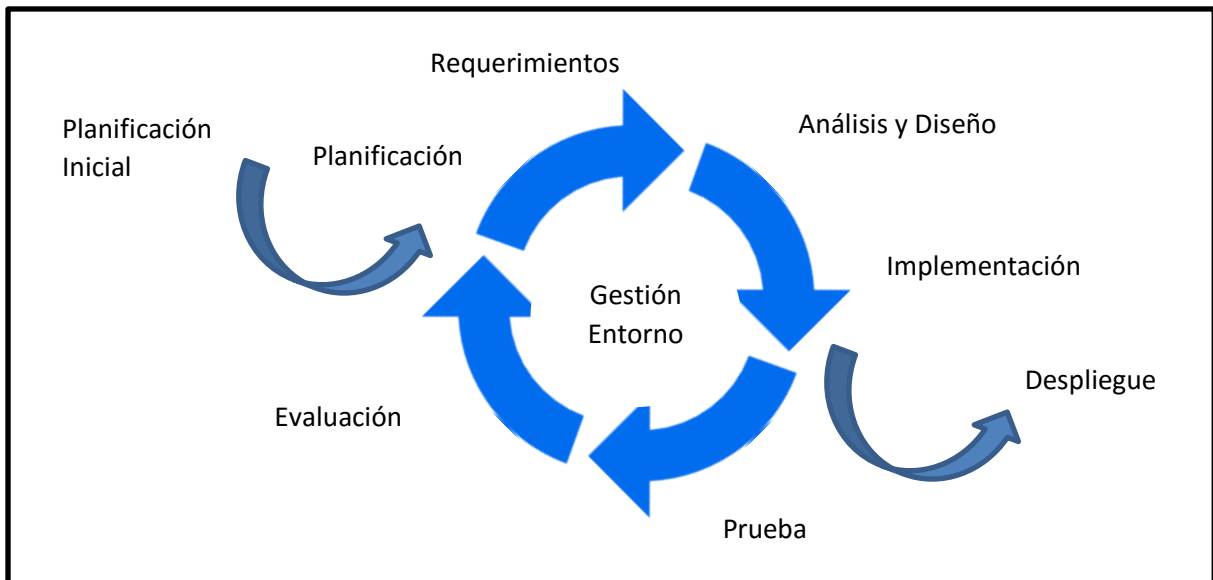 Requerimientos
Planificación
Inicial
Planificación
Análisis y Diseño
Implementación
Gestión
Entorno
Despliegue
Evaluación
Prueba